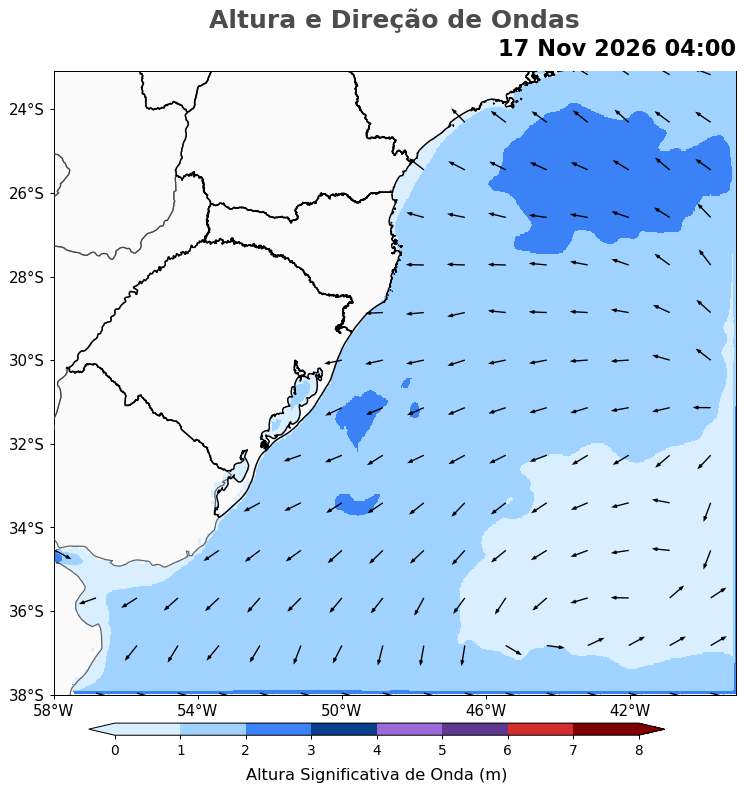 Altura e Direção de Ondas
17 Nov 2026 04:00
24°S
26°S
28°S
30°S
32°S
34°S
36°S
38°S
58°W 54°W 50°W 46°W 42°W
0 1 2 3 4 5 6 7 8
Altura Significativa de Onda (m)